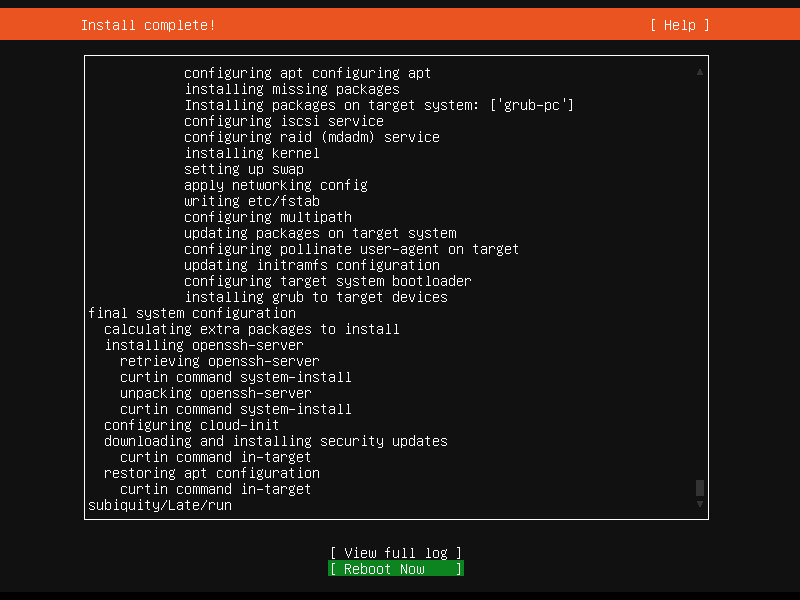 Install complete! [ Help ]
configuring apt configuring apt
installing missing packages
Installing packages on target system: ['grub-pc']
configuring iscsi service
configuring raid (mdadm) service
installing kernel
setting up swap
apply networking config
writing etc/fstab
configuring multipath
updating packages on target system
configuring pollinate user-agent on target
updating initramfs configuration
configuring target system bootloader
installing grub to target devices
final system configuration
calculating extra packages to install
installing openssh-server
retrieving openssh-server
curtin command system-install
unpacking openssh-server
curtin command system-install
configuring cloud-init
downloading and installing security updates
curtin command in-target
restoring apt configuration
curtin command in-target
subiquity/Late/run
[ View full log ]
[ Reboot Now ]